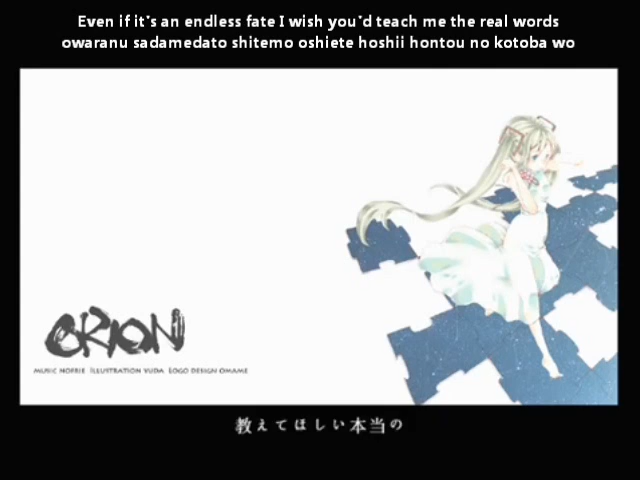 Even if it's an endless fate I wish you'd teach me the real words
owaranu sadamedato shitemo oshiete hoshii hontou no kotoba wo
ORION
MUSIC NOERIE ILLUSTRATION YUDA LOGO DESIGN OMAME
教えてほしい本当の